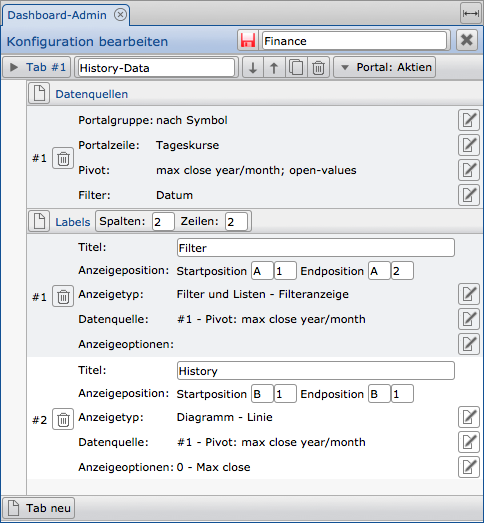 Dashboard-Admin
Konfiguration bearbeiten Finance
Tab #1 History-Data Portal: Aktien
Datenquellen
#1
Portalgruppe: nach Symbol
Portalzeile: Tageskurse
Pivot: max close year/month; open-values
Filter: Datum
Labels Spalten: 2 Zeilen: 2
#1
Titel: Filter
Anzeigeposition: Startposition A 1 Endposition A 2
Anzeigetyp: Filter und Listen - Filteranzeige
Datenquelle: #1 - Pivot: max close year/month
Anzeigeoptionen:
#2
Titel: History
Anzeigeposition: Startposition B 1 Endposition B 1
Anzeigetyp: Diagramm - Linie
Datenquelle: #1 - Pivot: max close year/month
Anzeigeoptionen: 0 - Max close
Tab neu